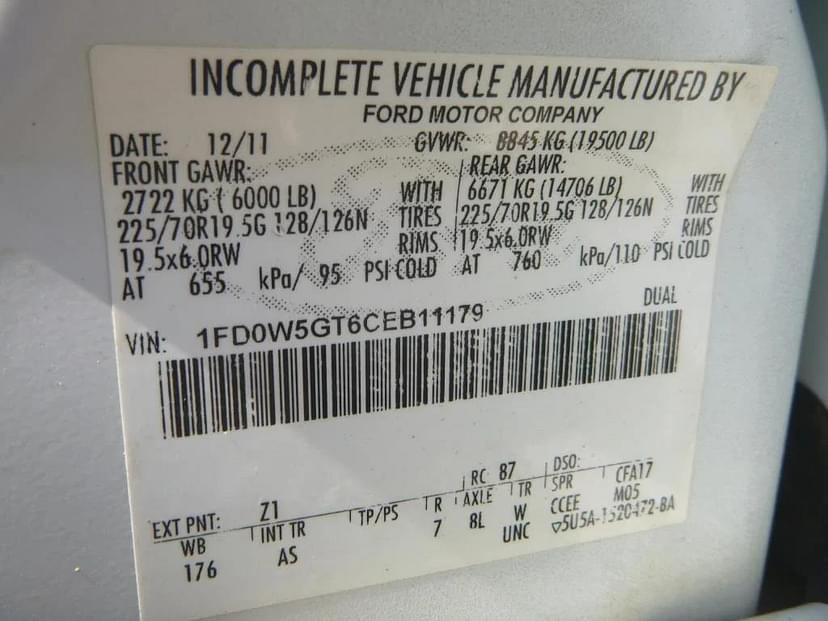 INCOMPLETE VEHICLE MANUFACTURED BY
FORD MOTOR COMPANY
DATE: 12/11 GVWR: 8845 KG (19500 LB)
FRONT GAWR: REAR GAWR:
2722 KG ( 6000 LB) WITH 6671 KG (14706 LB) WITH
225/70R19.5G 128/126N TIRES 225/70R19.5G 128/126N TIRES
19.5x6.0RW RIMS 19.5x6.0RW RIMS
AT 655 kPa/ 95 PSI COLD AT 760 kPa/110 PSI COLD
DUAL
VIN: 1FD0W5GT6CEB11179
EXT PNT: Z1 RC 87 DSO:
WB INT TR TP/PS R AXLE TR SPR CFA17
176 AS 7 8L W CCEE M05
UNC 5U5A-1520472-BA